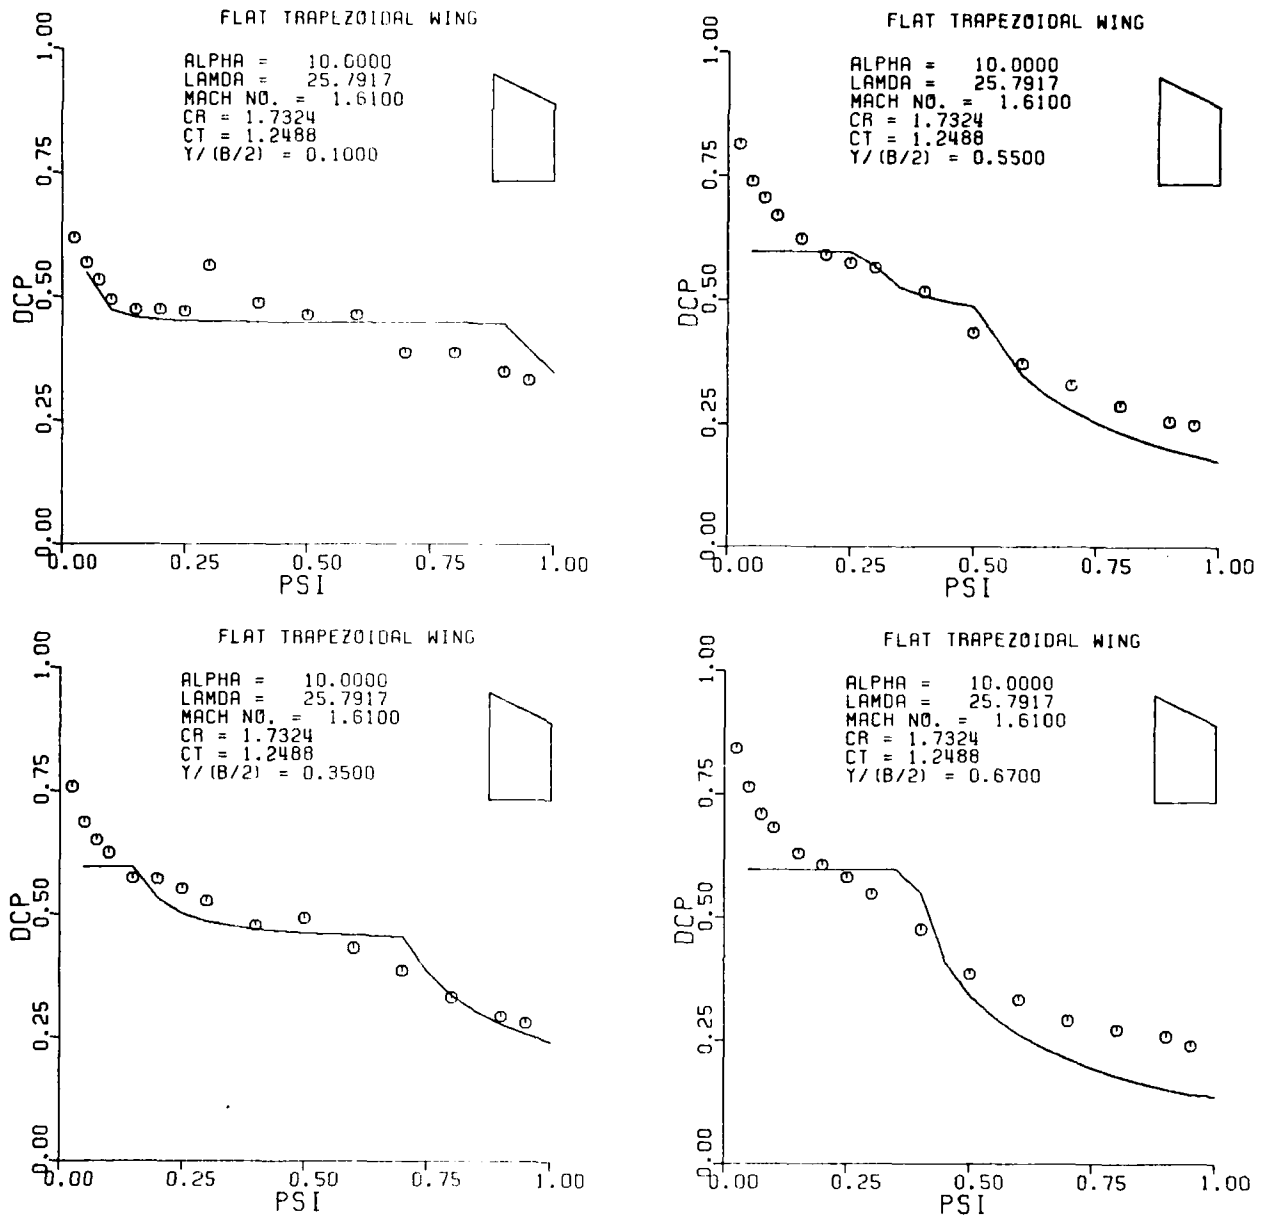 FLAT TRAPEZOIDAL WING
ALPHA = 10.0000
LAMDA = 25.7917
MACH NO. = 1.6100
CR = 1.7324
CT = 1.2488
Y/(B/2) = 0.1000
1.00
0.75
0.50
0.25
0.00
DCP
0.00 0.25 0.50 0.75 1.00
PSI
FLAT TRAPEZOIDAL WING
ALPHA = 10.0000
LAMDA = 25.7917
MACH NO. = 1.6100
CR = 1.7324
CT = 1.2488
Y/(B/2) = 0.5500
1.00
0.75
0.50
0.25
0.00
DCP
0.00 0.25 0.50 0.75 1.00
PSI
FLAT TRAPEZOIDAL WING
ALPHA = 10.0000
LAMDA = 25.7917
MACH NO. = 1.6100
CR = 1.7324
CT = 1.2488
Y/(B/2) = 0.3500
1.00
0.75
0.50
0.25
0.00
DCP
0.00 0.25 0.50 0.75 1.00
PSI
FLAT TRAPEZOIDAL WING
ALPHA = 10.0000
LAMDA = 25.7917
MACH NO. = 1.6100
CR = 1.7324
CT = 1.2488
Y/(B/2) = 0.6700
1.00
0.75
0.50
0.25
0.00
DCP
0.00 0.25 0.50 0.75 1.00
PSI